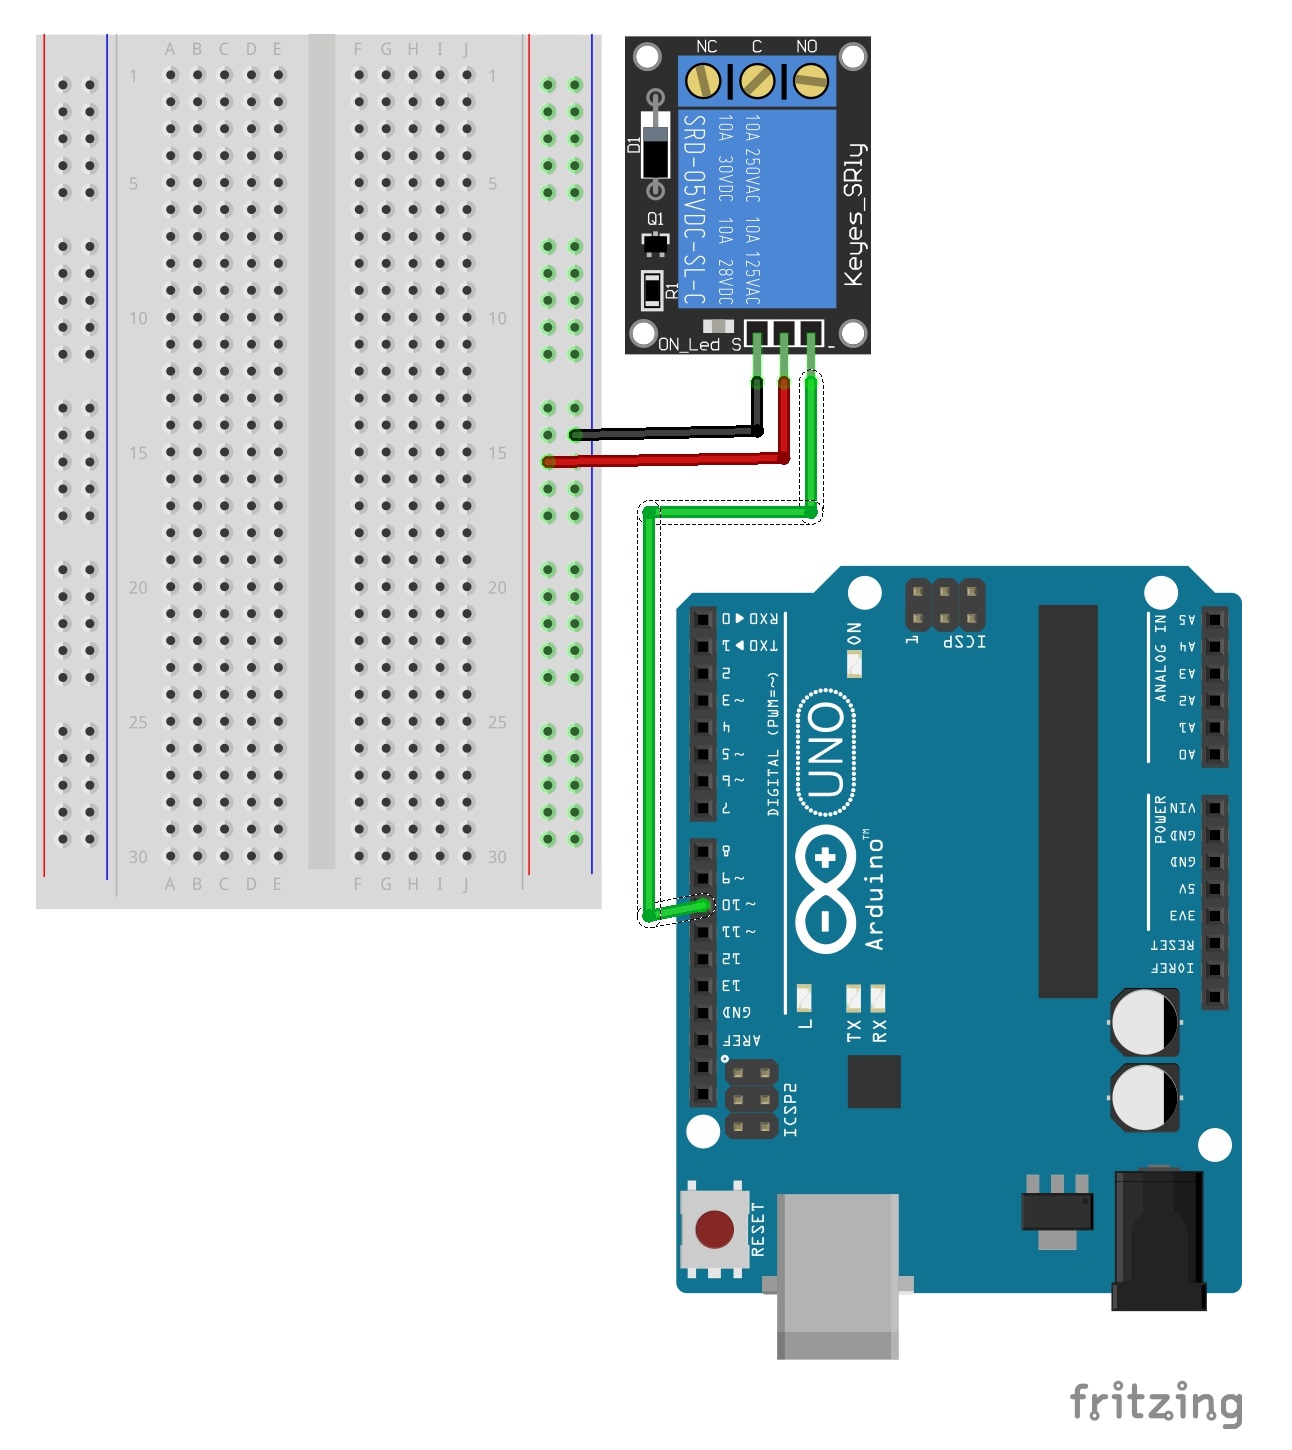 A B C D E F G H I J
1 1
5 5
10 10
15 15
20 20
25 25
30 30
A B C D E F G H I J
NC C NO
D1
Q1
R1
SRD-05VDC-SL-C
10A 30VDC 10A 28VDC
10A 250VAC 10A 125VAC
Keyes_SRly
ON_Led S -
RX0 ◀ 0
TX0 ▶ 1
2
~ 3
4
~ 5
~ 6
7
8
~ 9
~ 10
~ 11
12
13
GND
AREF
DIGITAL (PWM=~)
ON
1 ICSP
UNO
Arduino™
L
TX
RX
ICSP2
RESET
ANALOG IN
A5
A4
A3
A2
A1
A0
POWER
VIN
GND
GND
5V
3V3
RESET
IOREF
fritzing